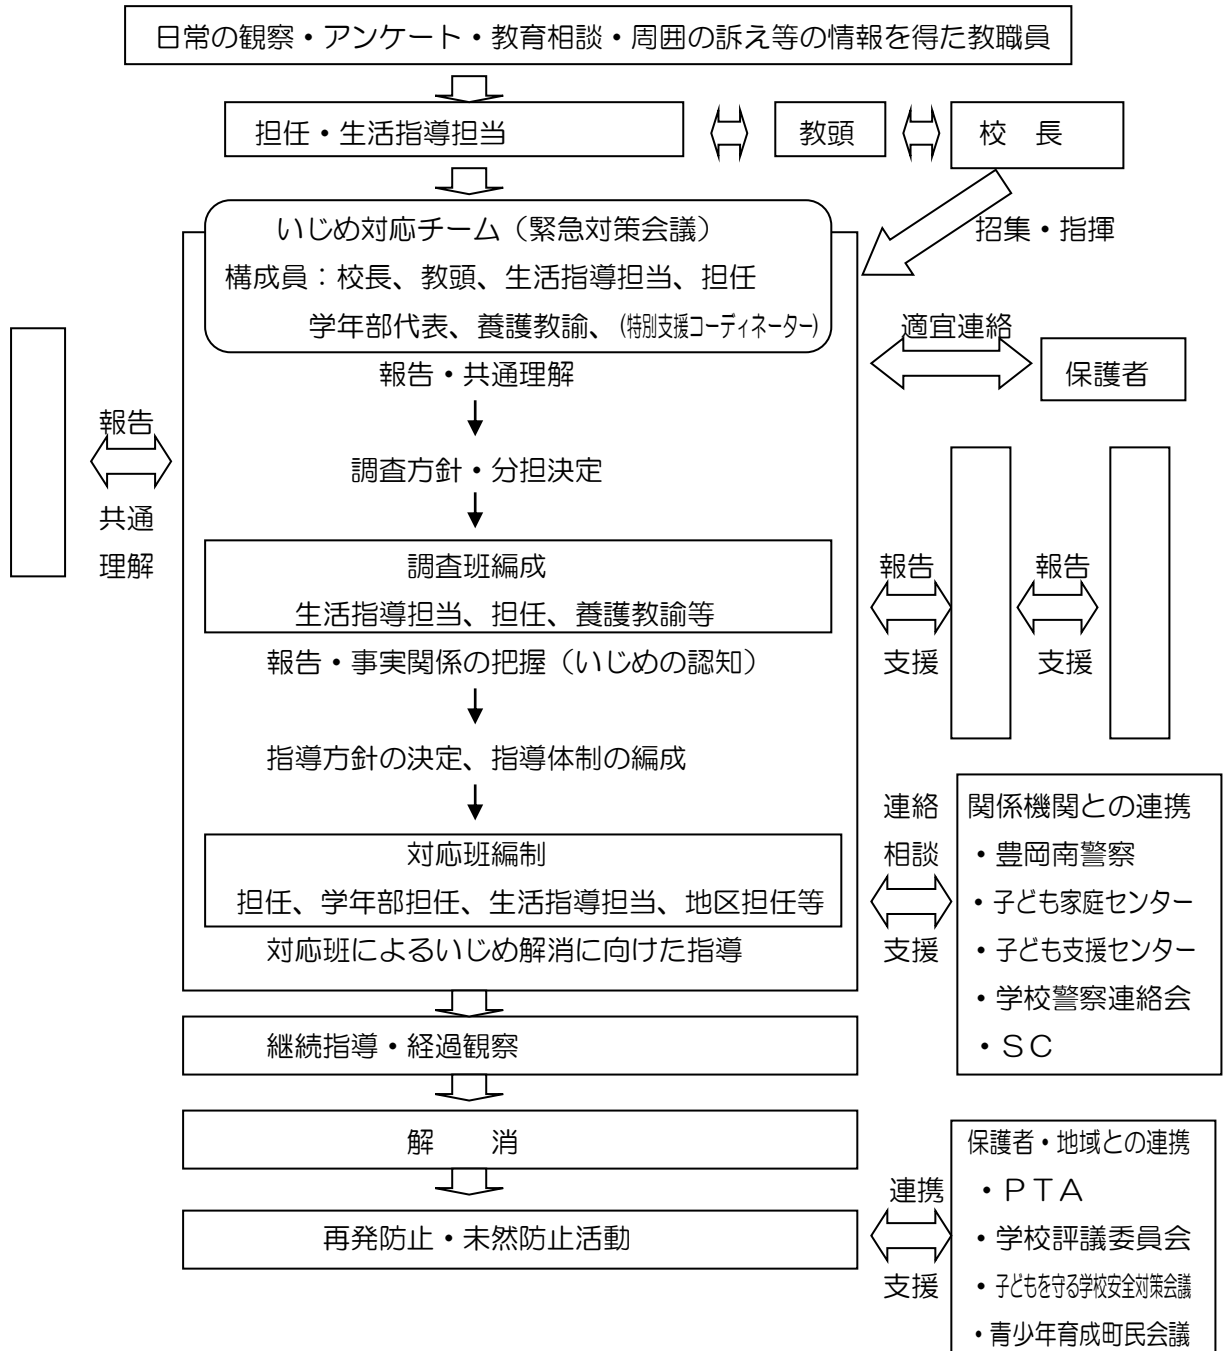 日常の観察・アンケート・教育相談・周囲の訴え等の情報を得た教職員
担任・生活指導担当
教頭
校　長
招集・指揮
いじめ対応チーム（緊急対策会議）
構成員：校長、教頭、生活指導担当、担任
学年部代表、養護教諭、(特別支援コーディネーター)
適宜連絡
保護者
報告・共通理解
報告
共通
理解
調査方針・分担決定
調査班編成
生活指導担当、担任、養護教諭等
報告
支援
報告
支援
報告・事実関係の把握（いじめの認知）
指導方針の決定、指導体制の編成
対応班編制
担任、学年部担任、生活指導担当、地区担任等
対応班によるいじめ解消に向けた指導
連絡
相談
支援
関係機関との連携
・豊岡南警察
・子ども家庭センター
・子ども支援センター
・学校警察連絡会
・ＳＣ
継続指導・経過観察
解　　消
再発防止・未然防止活動
連携
支援
保護者・地域との連携
・ＰＴＡ
・学校評議委員会
・子どもを守る学校安全対策会議
・青少年育成町民会議